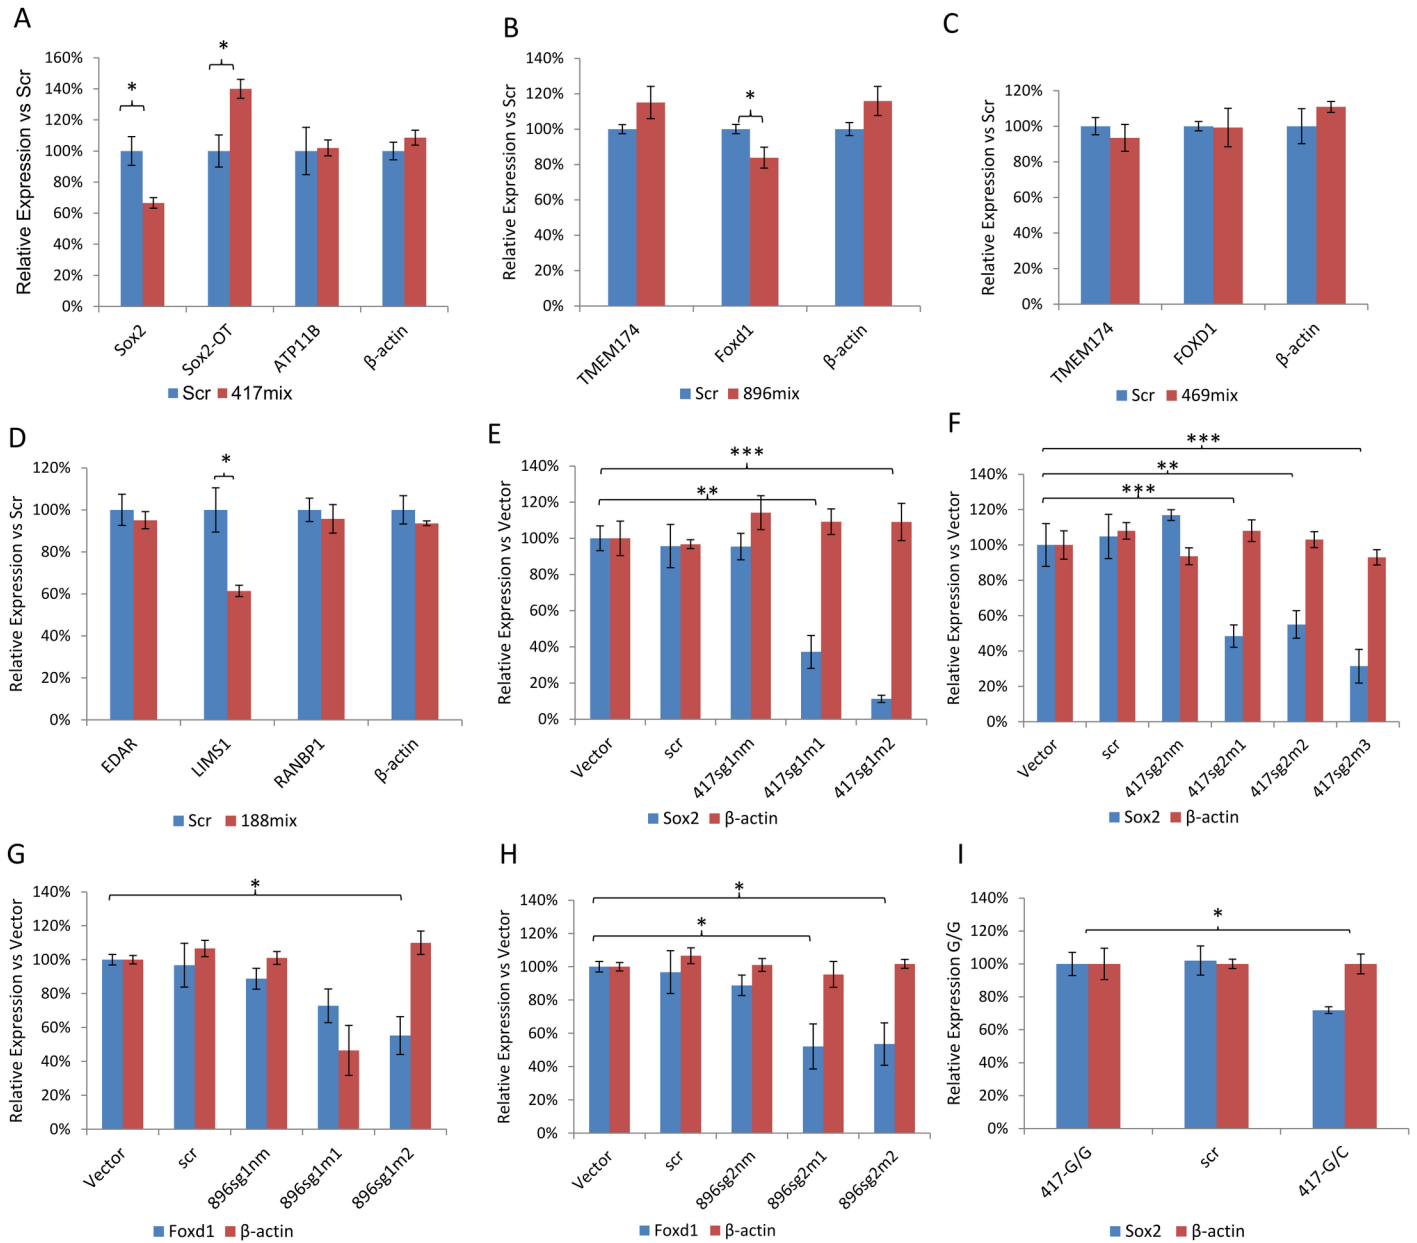 A
Relative Expression vs Scr
160%
140%
120%
100%
80%
60%
40%
20%
0%
*
*
Sox2
Sox2-OT
ATP11B
β-actin
Scr 417mix
B
Relative Expression vs Scr
140%
120%
100%
80%
60%
40%
20%
0%
*
TMEM174
Foxd1
β-actin
Scr 896mix
C
Relative Expression vs Scr
120%
100%
80%
60%
40%
20%
0%
TMEM174
FOXD1
β-actin
Scr 469mix
D
Relative Expression vs Scr
120%
100%
80%
60%
40%
20%
0%
*
EDAR
LIMS1
RANBP1
β-actin
Scr 188mix
E
Relative Expression vs Vector
140%
120%
100%
80%
60%
40%
20%
0%
***
**
Vector
scr
417sg1nm
417sg1m1
417sg1m2
Sox2 β-actin
F
Relative Expression vs Vector
140%
120%
100%
80%
60%
40%
20%
0%
***
**
***
Vector
scr
417sg2nm
417sg2m1
417sg2m2
417sg2m3
Sox2 β-actin
G
Relative Expression vs Vector
140%
120%
100%
80%
60%
40%
20%
0%
*
Vector
scr
896sg1nm
896sg1m1
896sg1m2
Foxd1 β-actin
H
Relative Expression vs Vector
140%
120%
100%
80%
60%
40%
20%
0%
*
*
Vector
scr
896sg2nm
896sg2m1
896sg2m2
Foxd1 β-actin
I
Relative Expression G/G
140%
120%
100%
80%
60%
40%
20%
0%
*
417-G/G
scr
417-G/C
Sox2 β-actin